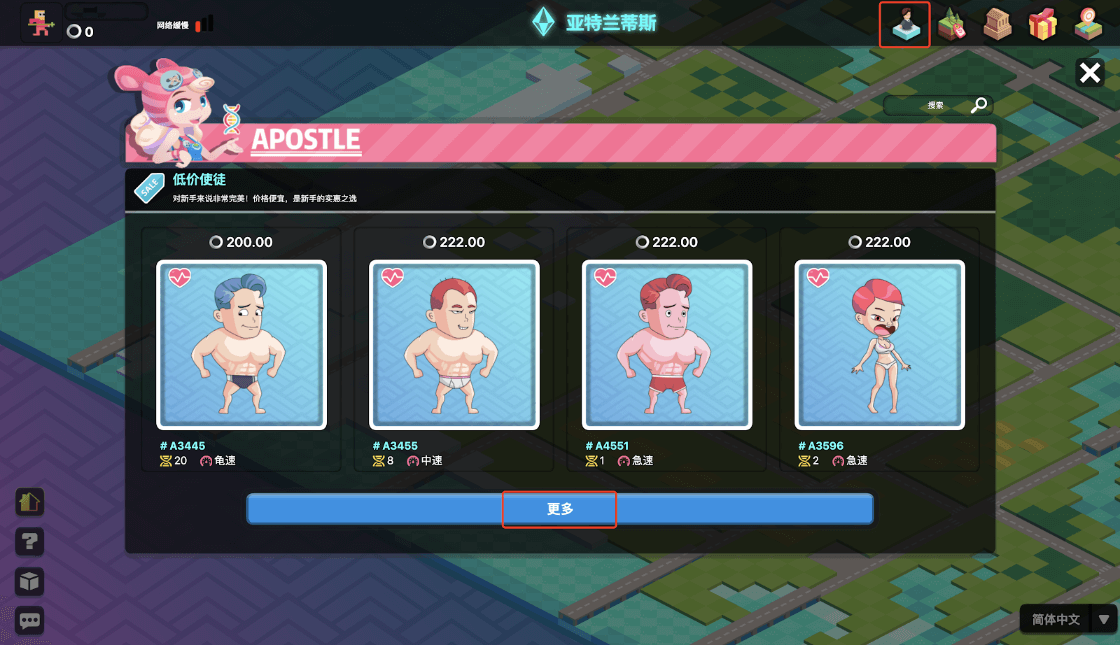 0
网络缓慢
亚特兰蒂斯
搜索
APOSTLE
SALE
低价使徒
对新手来说非常完美！价格便宜，是新手的实惠之选
200.00
222.00
222.00
222.00
#A3445
20 龟速
#A3455
8 中速
#A4551
1 急速
#A3596
2 急速
更多
简体中文